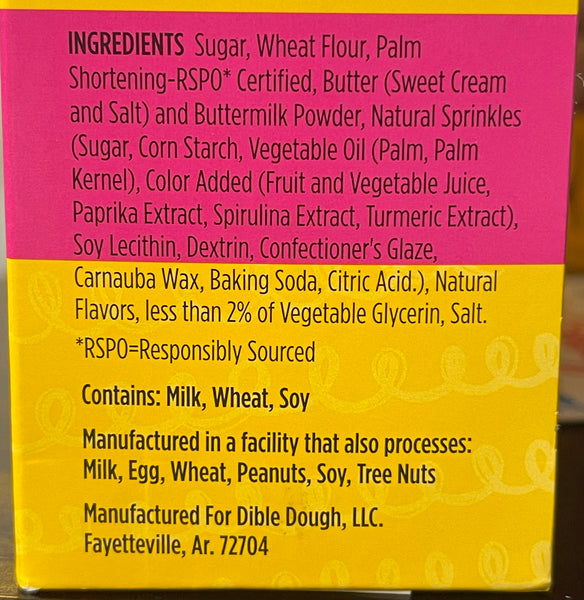 INGREDIENTS Sugar, Wheat Flour, Palm
Shortening-RSPO* Certified, Butter (Sweet Cream
and Salt) and Buttermilk Powder, Natural Sprinkles
(Sugar, Corn Starch, Vegetable Oil (Palm, Palm
Kernel), Color Added (Fruit and Vegetable Juice,
Paprika Extract, Spirulina Extract, Turmeric Extract),
Soy Lecithin, Dextrin, Confectioner's Glaze,
Carnauba Wax, Baking Soda, Citric Acid.), Natural
Flavors, less than 2% of Vegetable Glycerin, Salt.
*RSPO=Responsibly Sourced
Contains: Milk, Wheat, Soy
Manufactured in a facility that also processes:
Milk, Egg, Wheat, Peanuts, Soy, Tree Nuts
Manufactured For Dible Dough, LLC.
Fayetteville, Ar. 72704